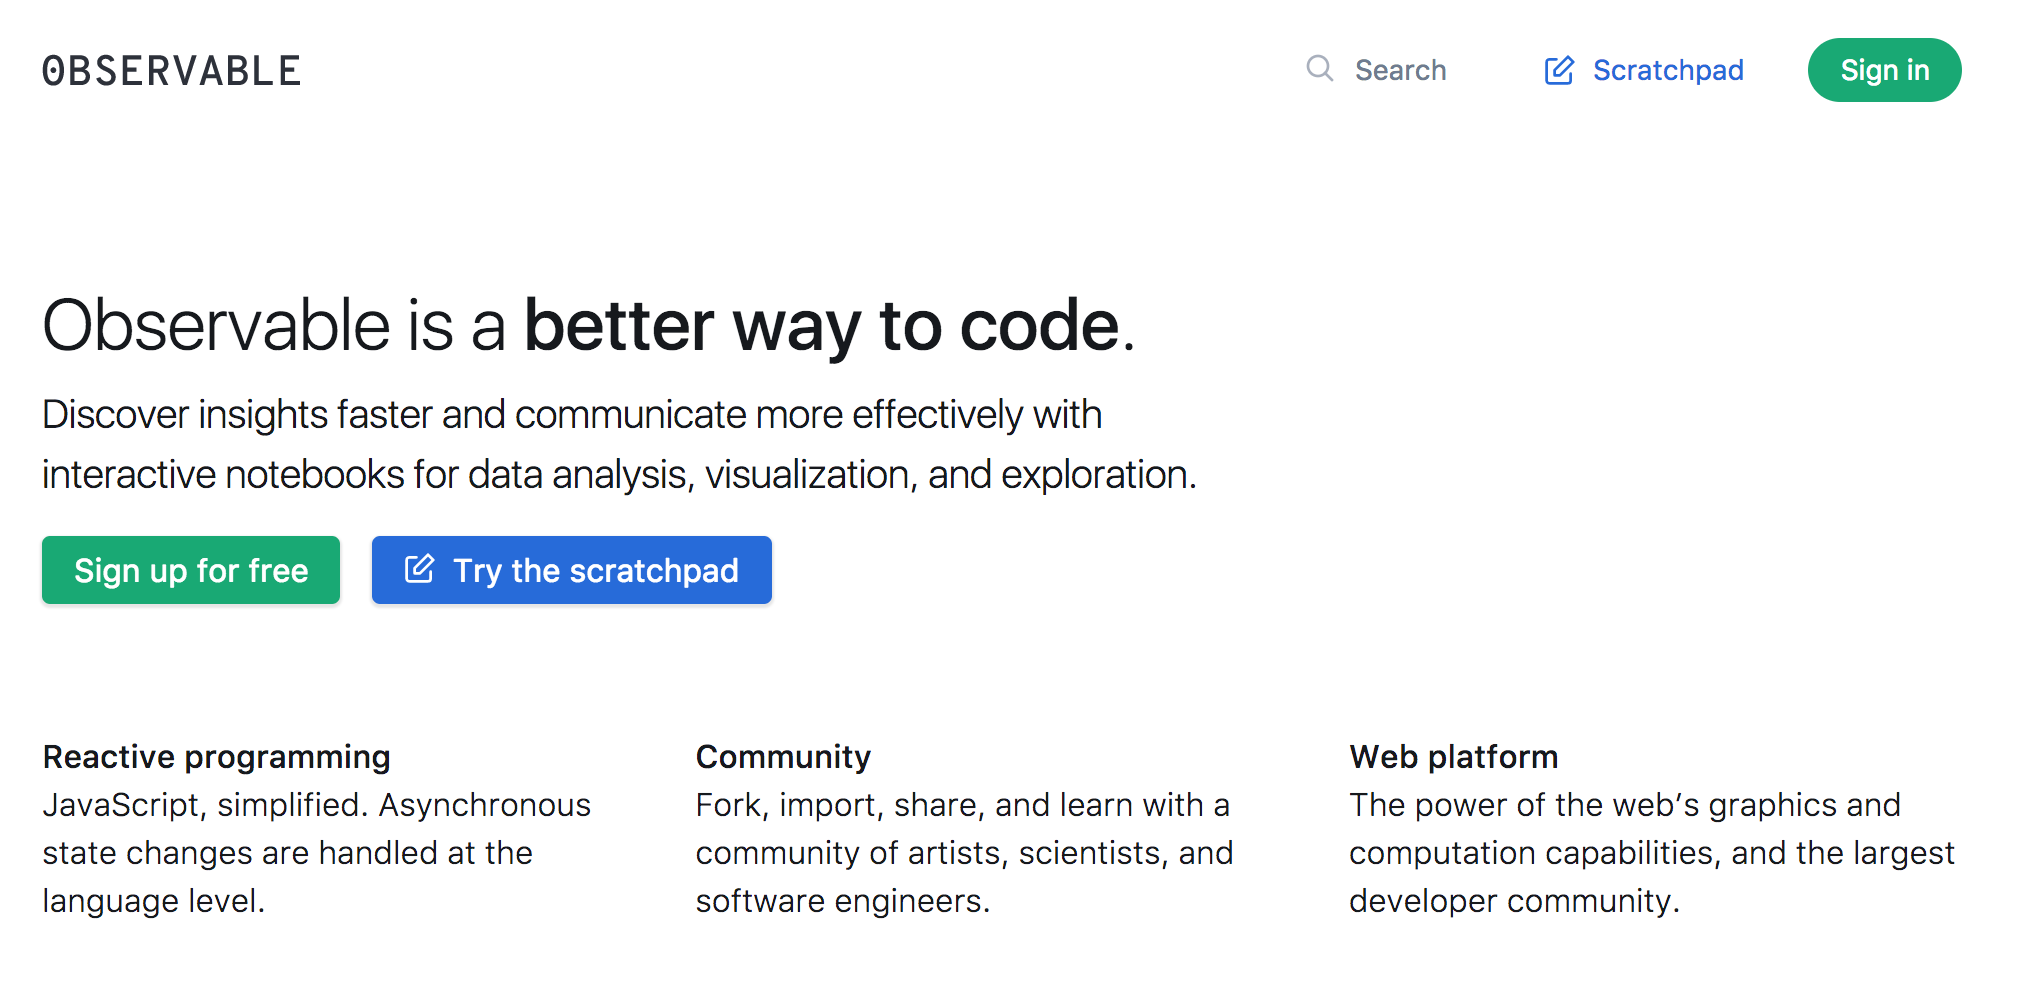 OBSERVABLE
Search
Scratchpad
Sign in
Observable is a better way to code.
Discover insights faster and communicate more effectively with
interactive notebooks for data analysis, visualization, and exploration.
Sign up for free
Try the scratchpad
Reactive programming
JavaScript, simplified. Asynchronous
state changes are handled at the
language level.
Community
Fork, import, share, and learn with a
community of artists, scientists, and
software engineers.
Web platform
The power of the web’s graphics and
computation capabilities, and the largest
developer community.